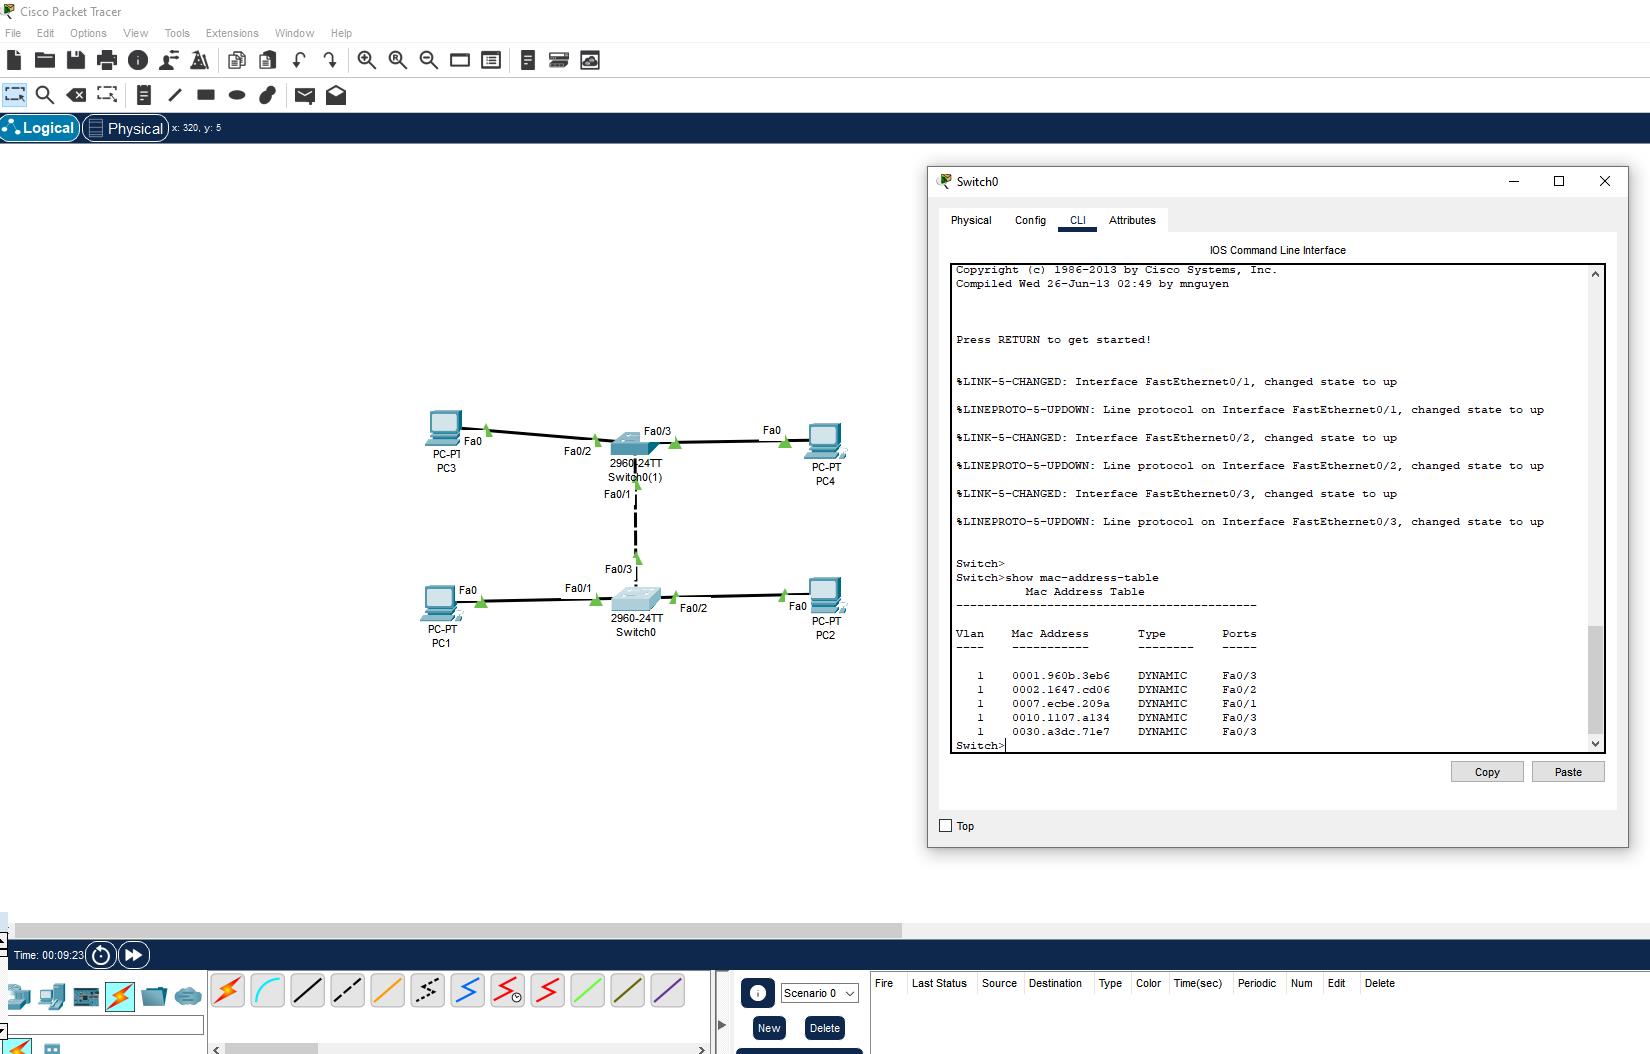 Cisco Packet Tracer
File Edit Options View Tools Extensions Window Help
Logical Physical x: 320, y: 5
Switch0
Physical Config CLI Attributes
IOS Command Line Interface
Copyright (c) 1986-2013 by Cisco Systems, Inc.
Compiled Wed 26-Jun-13 02:49 by mnguyen
Press RETURN to get started!
%LINK-5-CHANGED: Interface FastEthernet0/1, changed state to up
%LINEPROTO-5-UPDOWN: Line protocol on Interface FastEthernet0/1, changed state to up
%LINK-5-CHANGED: Interface FastEthernet0/2, changed state to up
%LINEPROTO-5-UPDOWN: Line protocol on Interface FastEthernet0/2, changed state to up
%LINK-5-CHANGED: Interface FastEthernet0/3, changed state to up
%LINEPROTO-5-UPDOWN: Line protocol on Interface FastEthernet0/3, changed state to up
Switch>
Switch>show mac-address-table
Mac Address Table
-------------------------------------------
Vlan Mac Address Type Ports
---- ----------- -------- -----
1 0001.960b.3eb6 DYNAMIC Fa0/3
1 0002.1647.cd06 DYNAMIC Fa0/2
1 0007.ecbe.209a DYNAMIC Fa0/1
1 0010.1107.a134 DYNAMIC Fa0/3
1 0030.a3dc.71e7 DYNAMIC Fa0/3
Switch>
Copy Paste
Top
Fa0/3 Fa0
Fa0 Fa0/2
PC-PT 2960-24TT PC-PT
PC3 Switch0(1) PC4
Fa0/1
Fa0/3
Fa0 Fa0/1
Fa0/2 Fa0
PC-PT 2960-24TT PC-PT
PC1 Switch0 PC2
Time: 00:09:23
Scenario 0
New Delete
Fire Last Status Source Destination Type Color Time(sec) Periodic Num Edit Delete